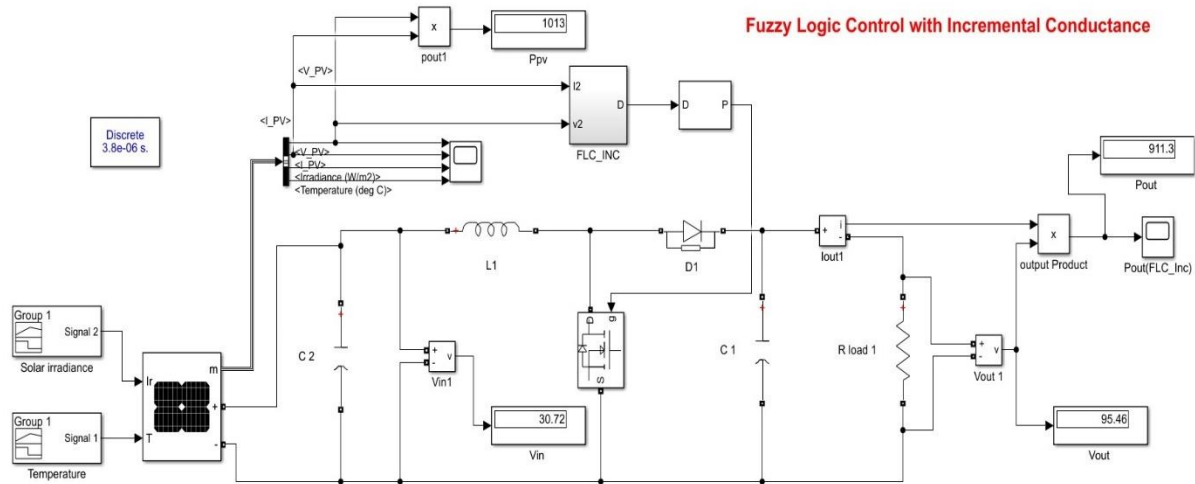 Fuzzy Logic Control with Incremental Conductance
1013
x
pout1
Ppv
<V_PV>
I2
D
v2
FLC_INC
D
P
<I_PV>
Discrete
3.8e-06 s.
<V_PV>
<I_PV>
<Irradiance (W/m2)>
<Temperature (deg C)>
911.3
Pout
L1
D1
+
i
-
Iout1
x
output Product
Pout(FLC_Inc)
Group 1
Signal 2
Solar irradiance
C 2
+
-
v
Vin1
g
D
S
C 1
R load 1
+
-
v
Vout 1
Ir
m
+
T
-
Group 1
Signal 1
Temperature
30.72
Vin
95.46
Vout